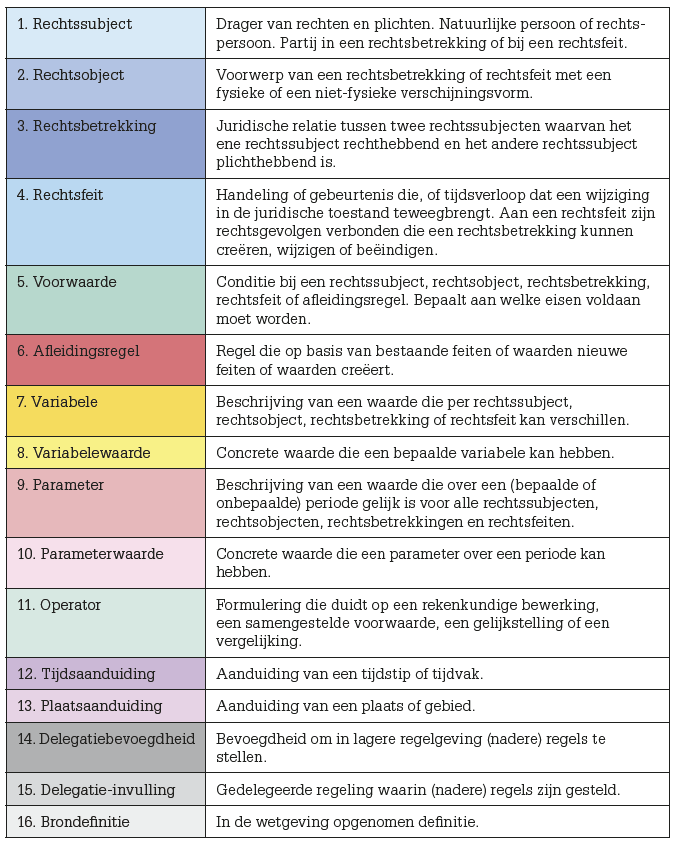 1. Rechtssubject
Drager van rechten en plichten. Natuurlijke persoon of rechts-
persoon. Partij in een rechtsbetrekking of bij een rechtsfeit.
2. Rechtsobject
Voorwerp van een rechtsbetrekking of rechtsfeit met een
fysieke of een niet-fysieke verschijningsvorm.
3. Rechtsbetrekking
Juridische relatie tussen twee rechtssubjecten waarvan het
ene rechtssubject rechthebbend en het andere rechtssubject
plichthebbend is.
4. Rechtsfeit
Handeling of gebeurtenis die, of tijdsverloop dat een wijziging
in de juridische toestand teweegbrengt. Aan een rechtsfeit zijn
rechtsgevolgen verbonden die een rechtsbetrekking kunnen
creëren, wijzigen of beëindigen.
5. Voorwaarde
Conditie bij een rechtssubject, rechtsobject, rechtsbetrekking,
rechtsfeit of afleidingsregel. Bepaalt aan welke eisen voldaan
moet worden.
6. Afleidingsregel
Regel die op basis van bestaande feiten of waarden nieuwe
feiten of waarden creëert.
7. Variabele
Beschrijving van een waarde die per rechtssubject,
rechtsobject, rechtsbetrekking of rechtsfeit kan verschillen.
8. Variabelewaarde
Concrete waarde die een bepaalde variabele kan hebben.
9. Parameter
Beschrijving van een waarde die over een (bepaalde of
onbepaalde) periode gelijk is voor alle rechtssubjecten,
rechtsobjecten, rechtsbetrekkingen en rechtsfeiten.
10. Parameterwaarde
Concrete waarde die een parameter over een periode kan
hebben.
11. Operator
Formulering die duidt op een rekenkundige bewerking,
een samengestelde voorwaarde, een gelijkstelling of een
vergelijking.
12. Tijdsaanduiding
Aanduiding van een tijdstip of tijdvak.
13. Plaatsaanduiding
Aanduiding van een plaats of gebied.
14. Delegatiebevoegdheid
Bevoegdheid om in lagere regelgeving (nadere) regels te
stellen.
15. Delegatie-invulling
Gedelegeerde regeling waarin (nadere) regels zijn gesteld.
16. Brondefinitie
In de wetgeving opgenomen definitie.